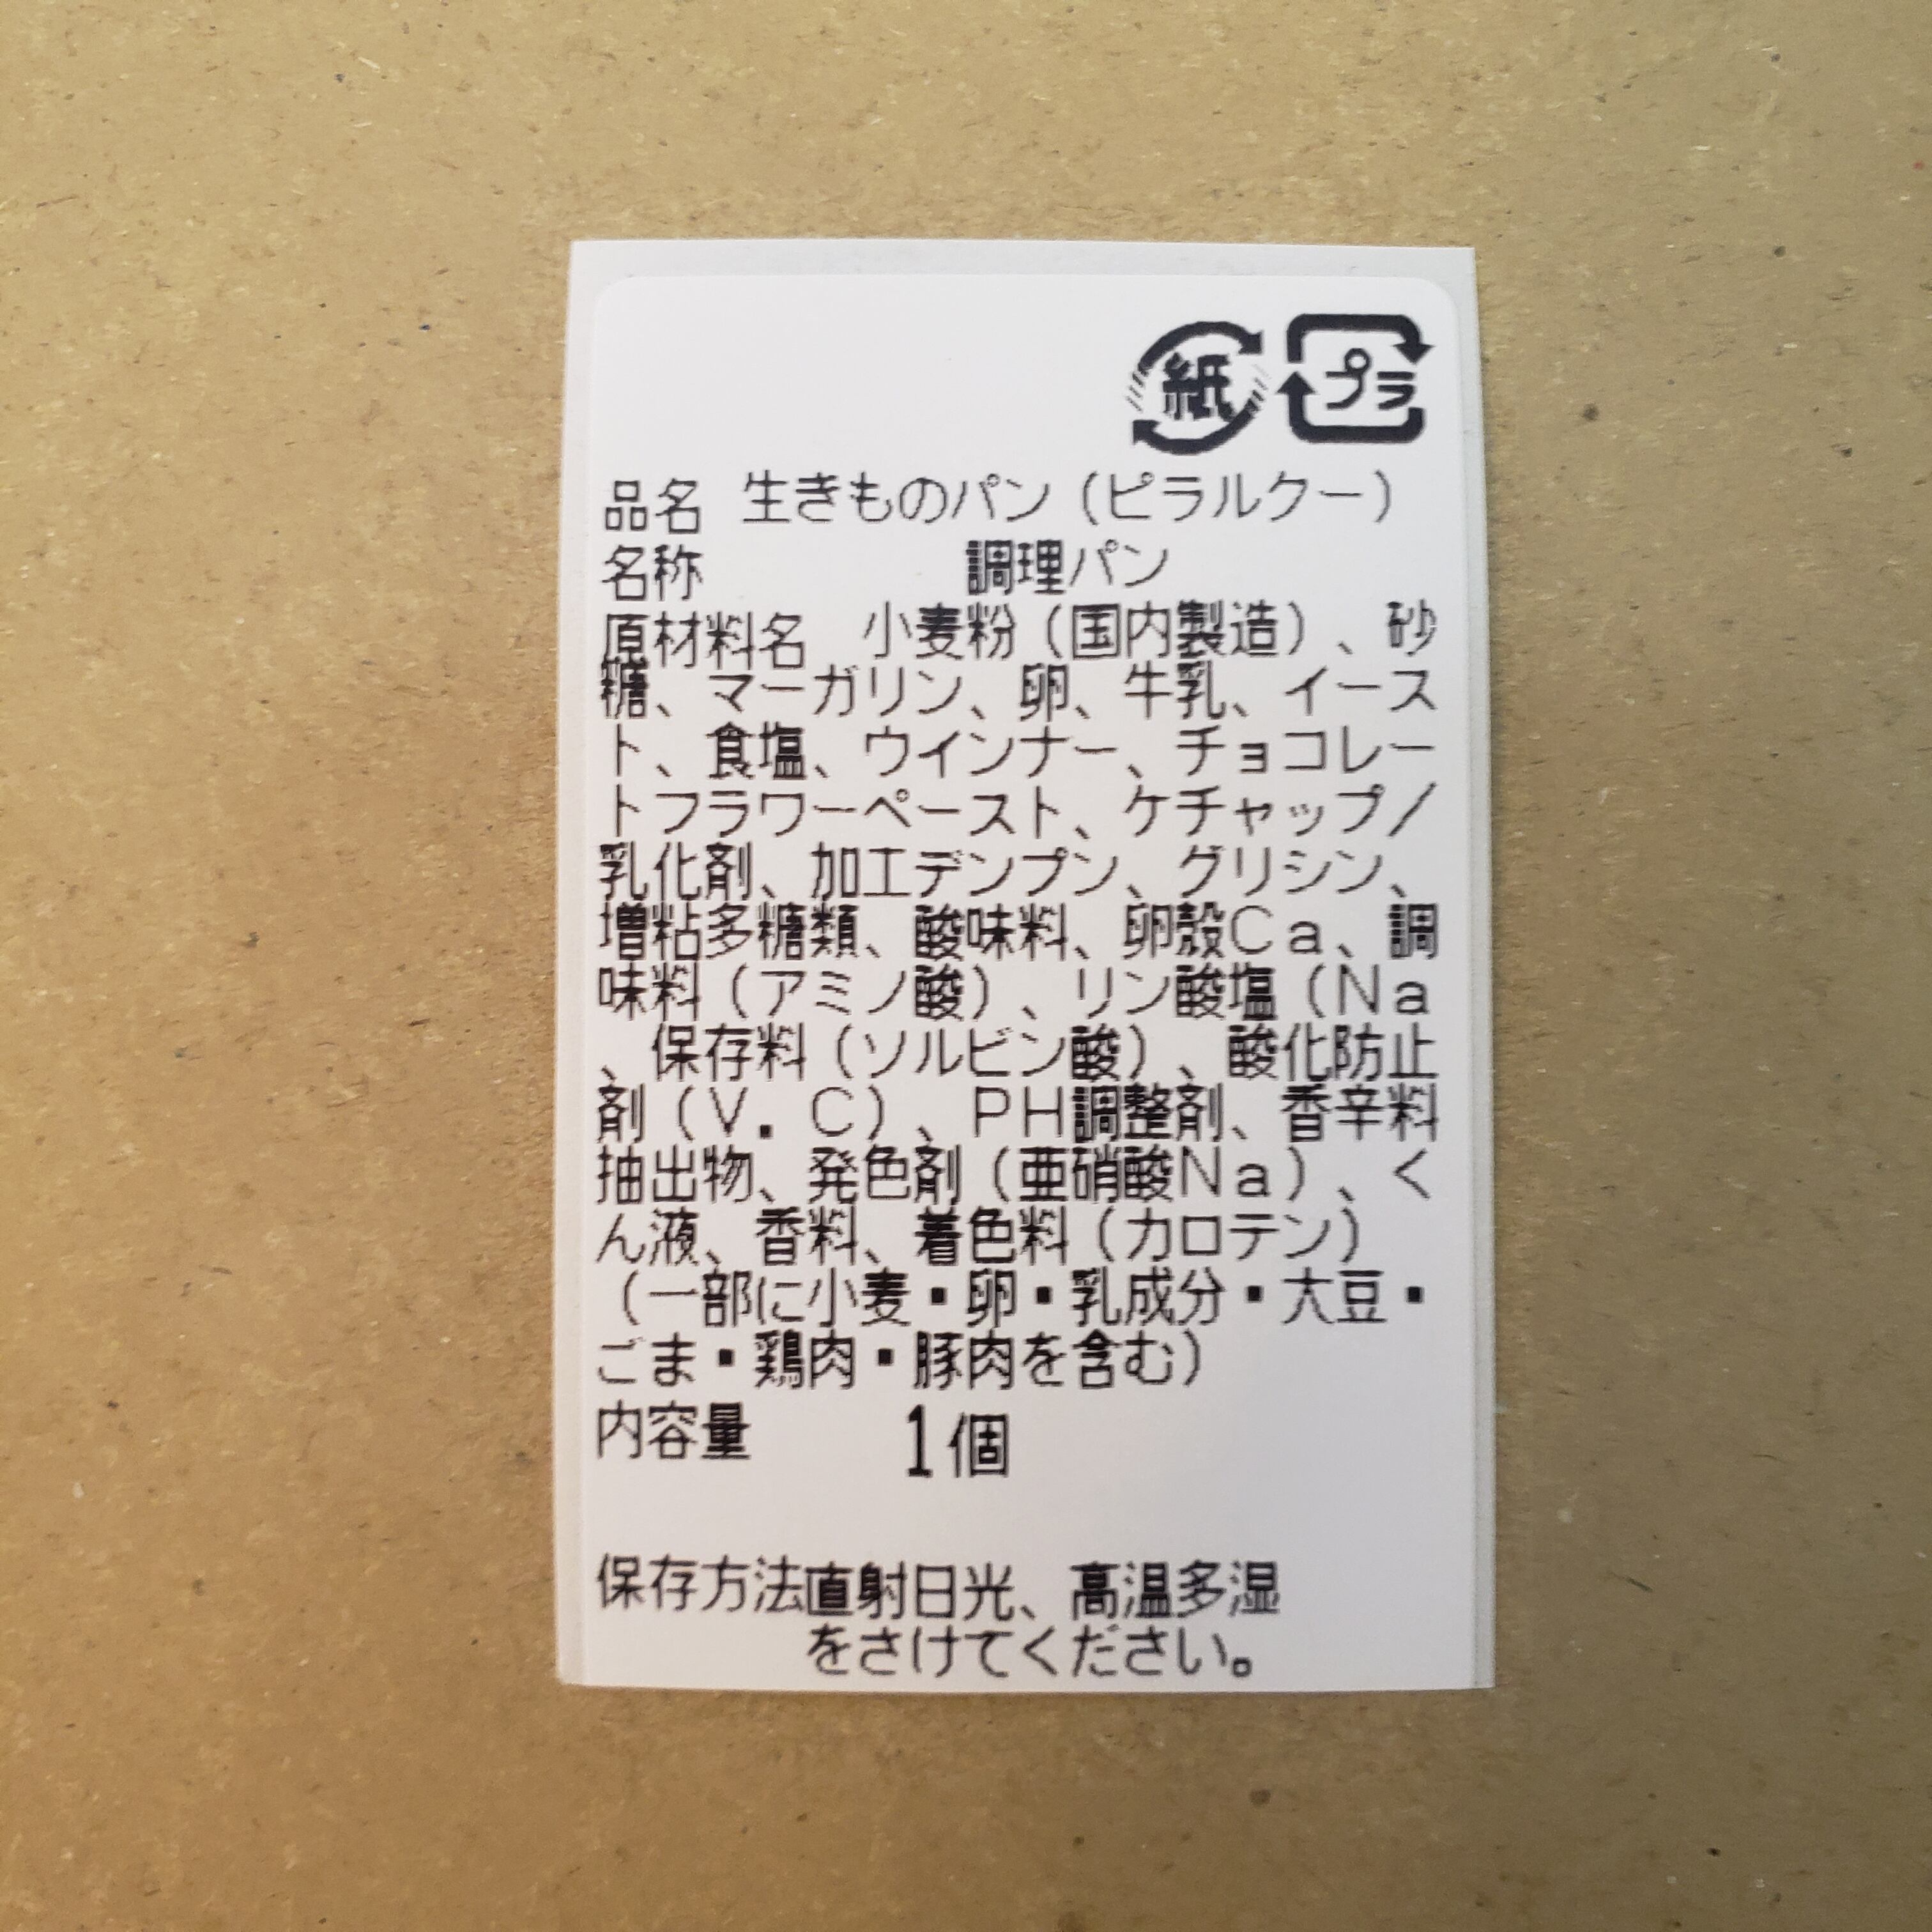 紙 プラ
品名 生きものパン（ピラルクー）
名称 調理パン
原材料名 小麦粉（国内製造）、砂
糖、マーガリン、卵、牛乳、イース
ト、食塩、ウインナー、チョコレー
トフラワーペースト、ケチャップ／
乳化剤、加工デンプン、グリシン、
増粘多糖類、酸味料、卵殻Ｃａ、調
味料（アミノ酸）、リン酸塩（Ｎａ
、保存料（ソルビン酸）、酸化防止
剤（Ｖ．Ｃ）、ＰＨ調整剤、香辛料
抽出物、発色剤（亜硝酸Ｎａ）、く
ん液、香料、着色料（カロテン）
（一部に小麦・卵・乳成分・大豆・
ごま・鶏肉・豚肉を含む）
内容量 1個
保存方法直射日光、高温多湿
をさけてください。